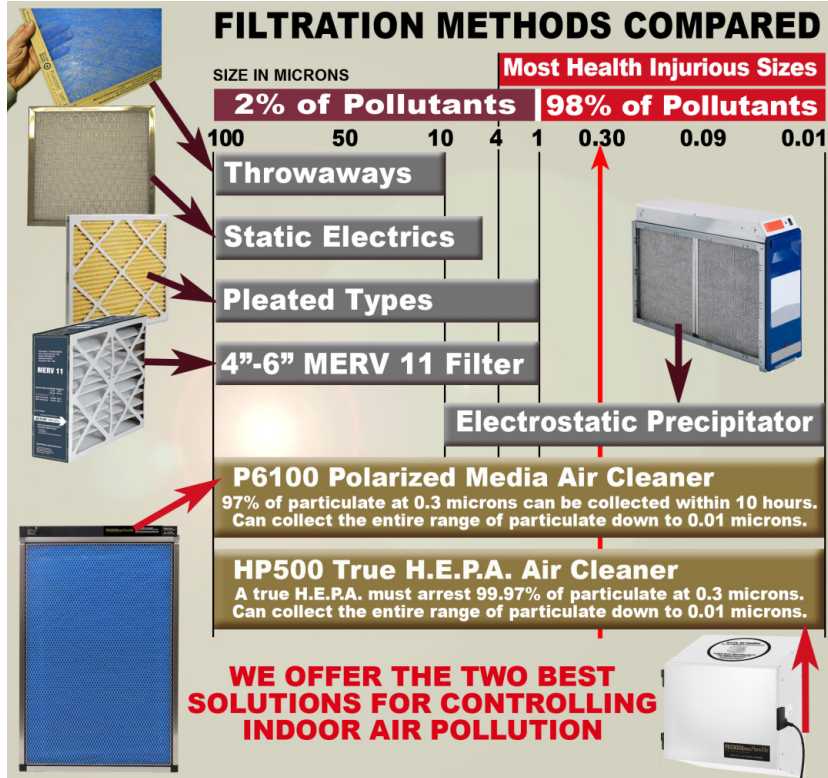 FILTRATION METHODS COMPARED
SIZE IN MICRONS
Most Health Injurious Sizes
2% of Pollutants
98% of Pollutants
100 50 10 4 1 0.30 0.09 0.01
Throwaways
Static Electrics
Pleated Types
MERV 11
4"-6" MERV 11 Filter
Electrostatic Precipitator
P6100 Polarized Media Air Cleaner
97% of particulate at 0.3 microns can be collected within 10 hours.
Can collect the entire range of particulate down to 0.01 microns.
HP500 True H.E.P.A. Air Cleaner
A true H.E.P.A. must arrest 99.97% of particulate at 0.3 microns.
Can collect the entire range of particulate down to 0.01 microns.
WE OFFER THE TWO BEST
SOLUTIONS FOR CONTROLLING
INDOOR AIR POLLUTION